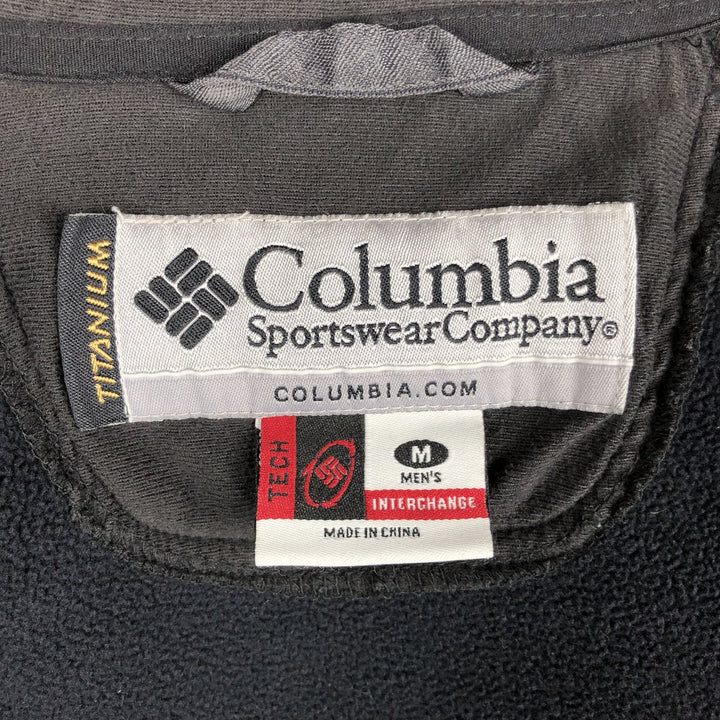 TITANIUM
Columbia
Sportswear Company®
COLUMBIA.COM
TECH
M
MEN'S
INTERCHANGE
MADE IN CHINA